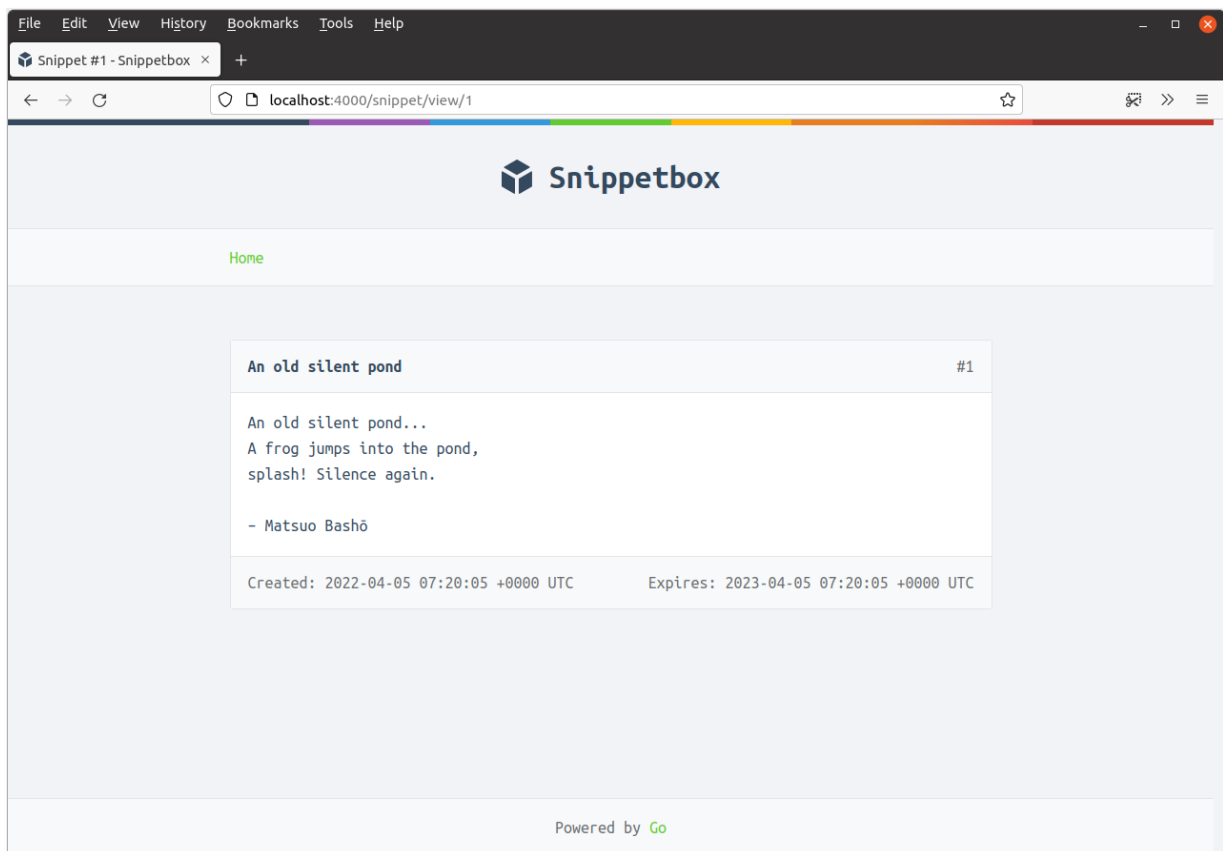 File Edit View History Bookmarks Tools Help
Snippet #1 - Snippetbox
localhost:4000/snippet/view/1
Snippetbox
Home
An old silent pond #1
An old silent pond...
A frog jumps into the pond,
splash! Silence again.
– Matsuo Bashō
Created: 2022-04-05 07:20:05 +0000 UTC Expires: 2023-04-05 07:20:05 +0000 UTC
Powered by Go